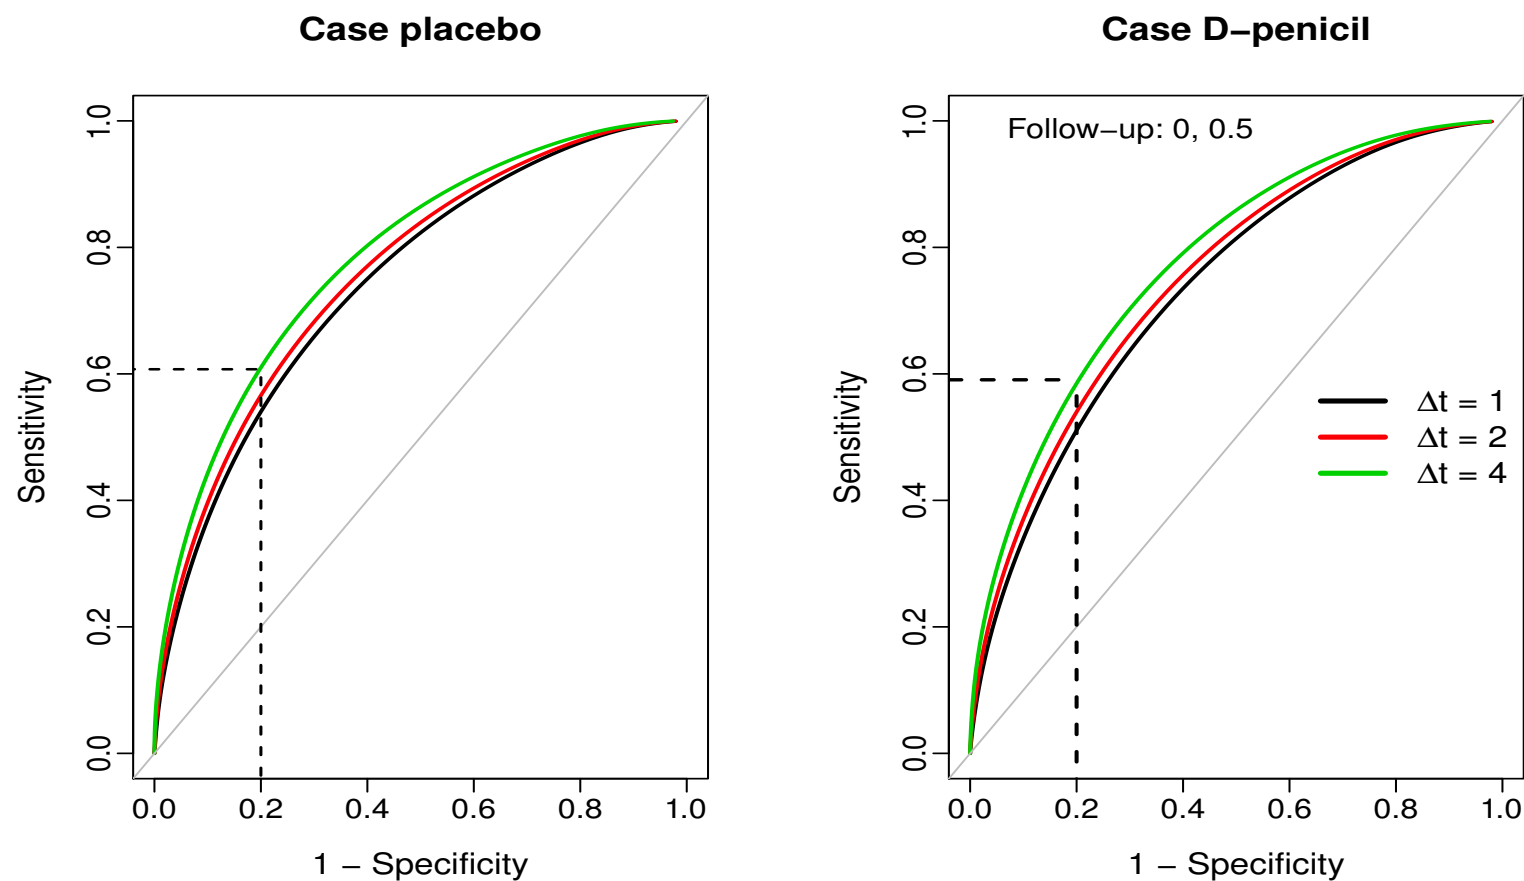 Case placebo
Sensitivity
1.0
0.8
0.6
0.4
0.2
0.0
0.0 0.2 0.4 0.6 0.8 1.0
1 − Specificity
Case D−penicil
Follow−up: 0, 0.5
Sensitivity
1.0
0.8
0.6
0.4
0.2
0.0
Δt = 1
Δt = 2
Δt = 4
0.0 0.2 0.4 0.6 0.8 1.0
1 − Specificity